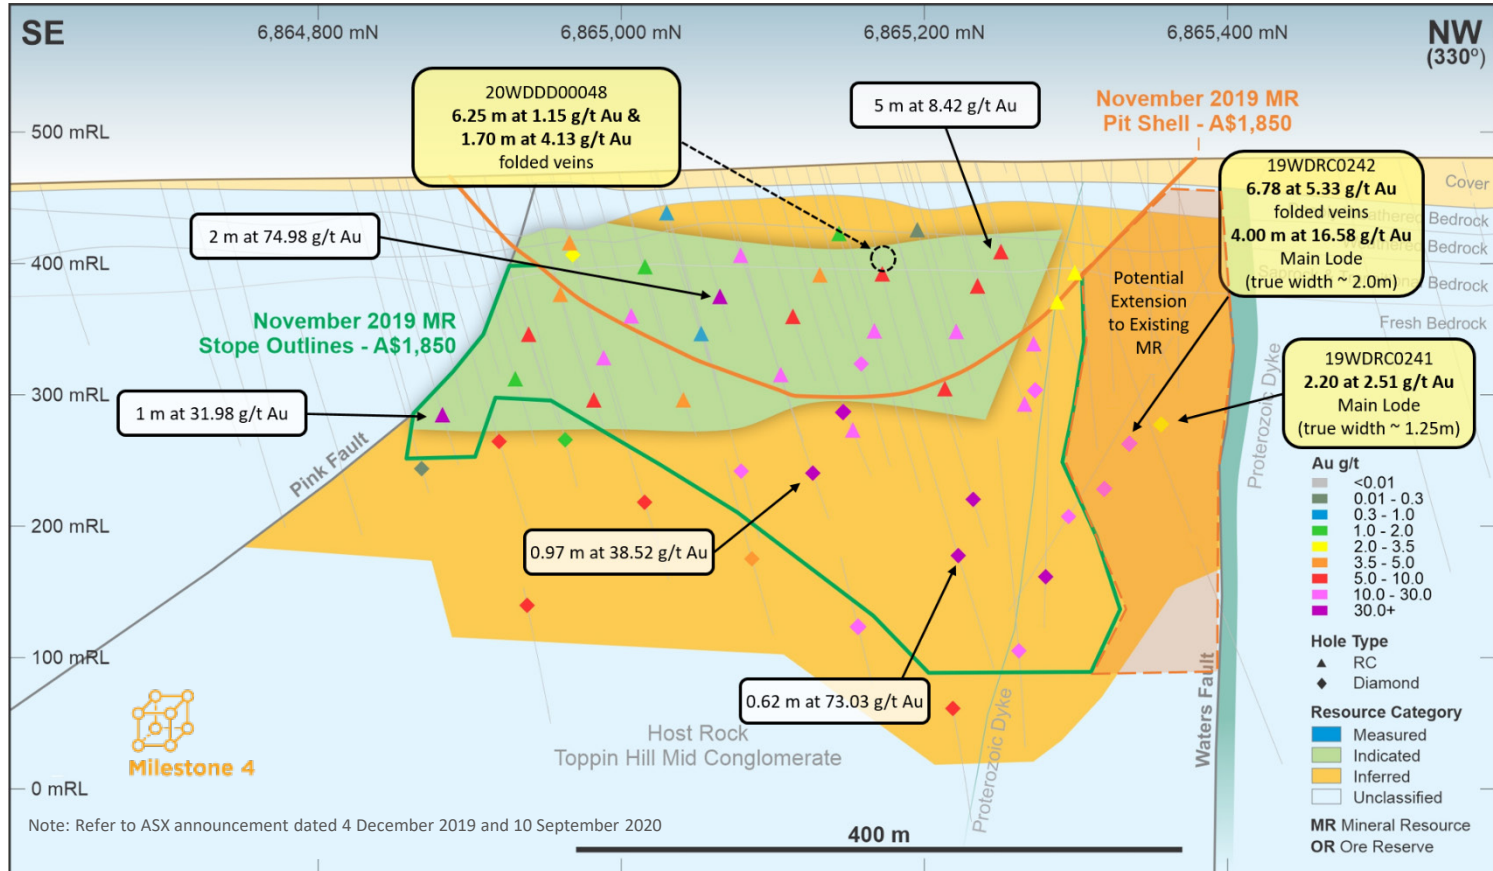 SE
6,864,800 mN
6,865,000 mN
6,865,200 mN
6,865,400 mN
NW
(330°)
500 mRL
400 mRL
300 mRL
200 mRL
100 mRL
0 mRL
20WDDD00048
6.25 m at 1.15 g/t Au &
1.70 m at 4.13 g/t Au
folded veins
5 m at 8.42 g/t Au
November 2019 MR
Pit Shell - A$1,850
19WDRC0242
6.78 at 5.33 g/t Au
folded veins
4.00 m at 16.58 g/t Au
Main Lode
(true width ~ 2.0m)
Cover
Bedrock
Bedrock
Bedrock
Fresh Bedrock
2 m at 74.98 g/t Au
November 2019 MR
Stope Outlines - A$1,850
Potential
Extension
to Existing
MR
19WDRC0241
2.20 at 2.51 g/t Au
Main Lode
(true width ~ 1.25m)
1 m at 31.98 g/t Au
Pink Fault
0.97 m at 38.52 g/t Au
0.62 m at 73.03 g/t Au
Proterozoic Dyke
Proterozoic Dyke
Waters Fault
Host Rock
Toppin Hill Mid Conglomerate
Au g/t
<0.01
0.01 - 0.3
0.3 - 1.0
1.0 - 2.0
2.0 - 3.5
3.5 - 5.0
5.0 - 10.0
10.0 - 30.0
30.0+
Hole Type
RC
Diamond
Resource Category
Measured
Indicated
Inferred
Unclassified
MR Mineral Resource
OR Ore Reserve
Milestone 4
Note: Refer to ASX announcement dated 4 December 2019 and 10 September 2020
400 m